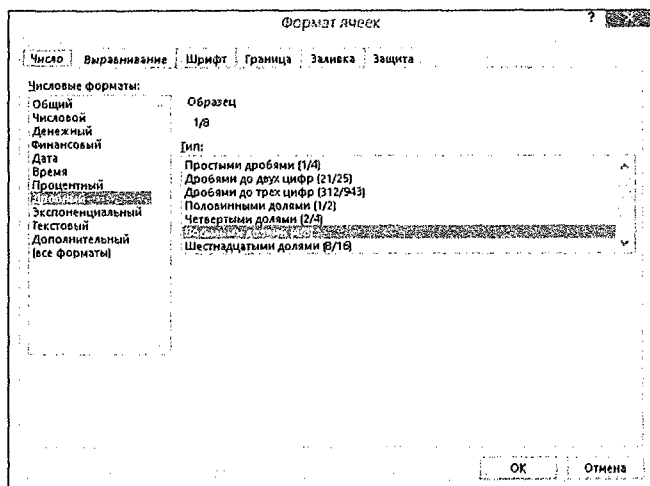 Формат ячеек
?
Число Выравнивание Шрифт Граница Заливка Защита
Числовые форматы:
Общий
Числовой
Денежный
Финансовый
Дата
Время
Процентный
Экспоненциальный
Текстовый
Дополнительный
(все форматы)
Образец
1/8
Тип:
Простыми дробями (1/4)
Дробями до двух цифр (21/25)
Дробями до трех цифр (312/943)
Половинными долями (1/2)
Четвертыми долями (2/4)
Шестнадцатыми долями (8/16)
ОК Отмена